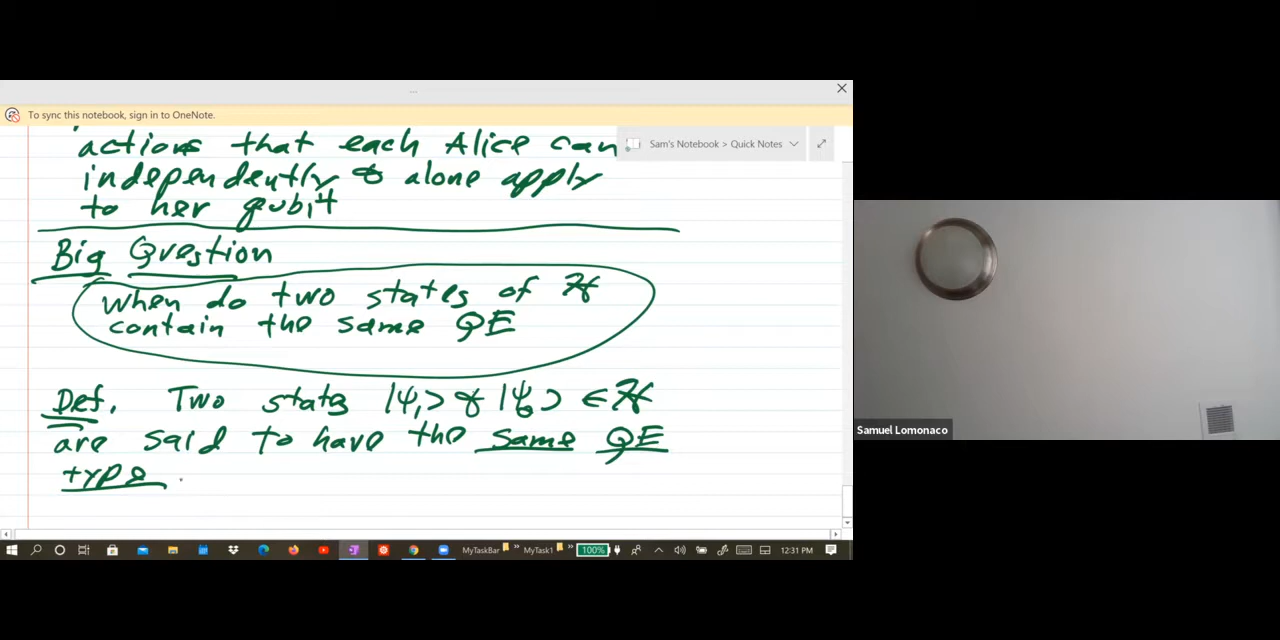 ...
To sync this notebook, sign in to OneNote.
Sam's Notebook > Quick Notes
actions that each Alice can
independently & alone apply
to her qubit
Big Question
When do two states of ℋ
contain the same QE
Def. Two states |ψ₁> & |ψ₂> ∈ ℋ
are said to have the same QE
type
Samuel Lomonaco
MyTaskBar » MyTask1 » 100% 12:31 PM